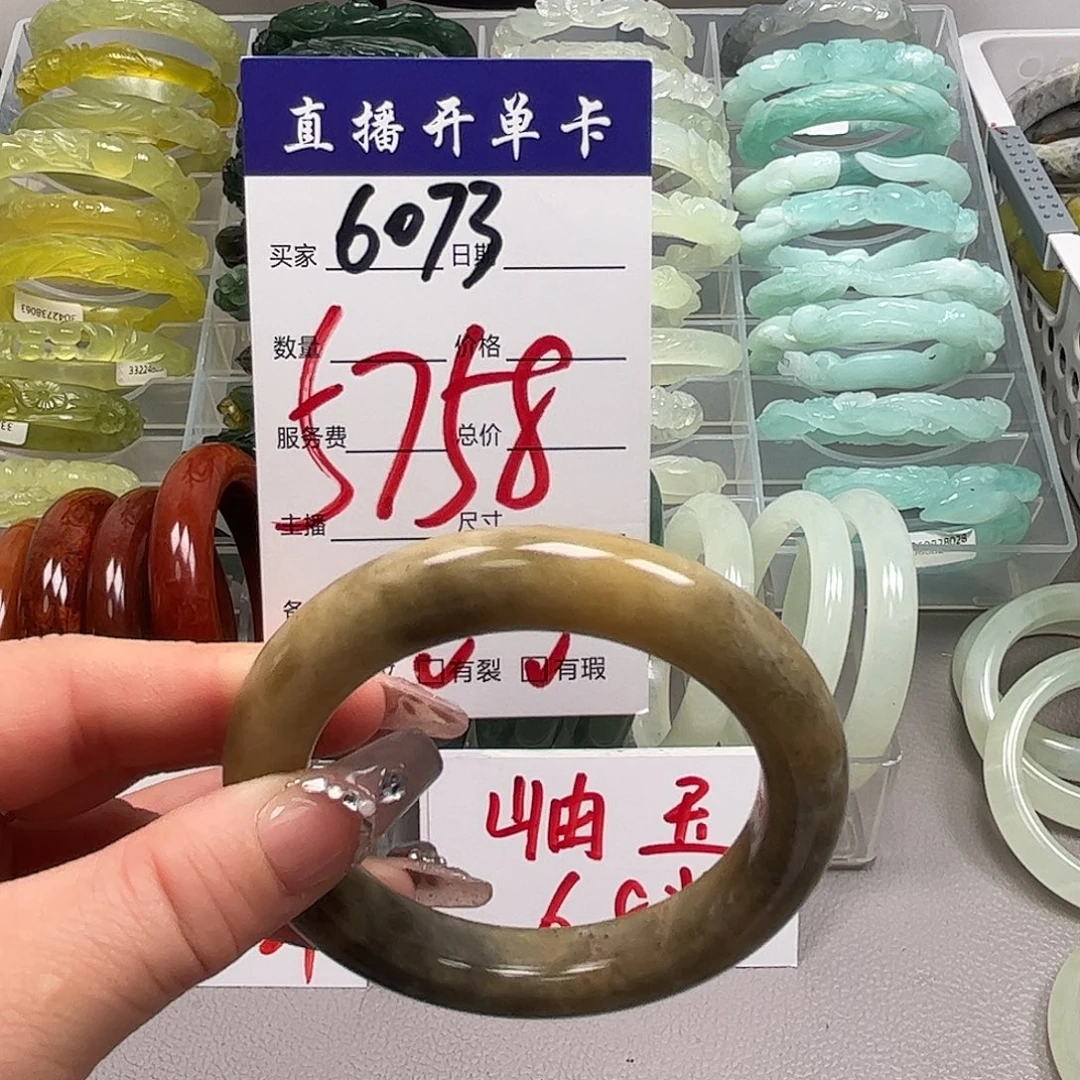 直播开单卡
6073
买家 日期
数量 价格
5758
服务费 总价
主播 尺寸
有裂 有瑕
岫玉
3042738063